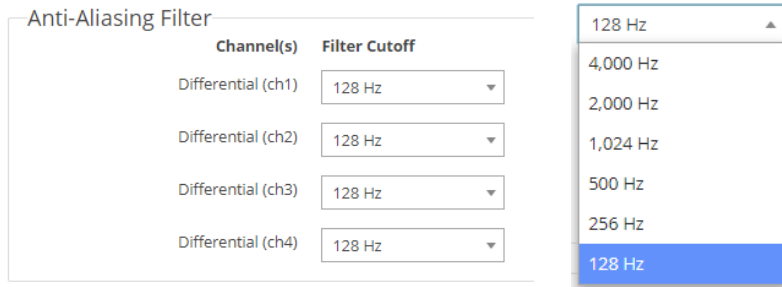 Anti-Aliasing Filter
Channel(s) Filter Cutoff
Differential (ch1) 128 Hz
Differential (ch2) 128 Hz
Differential (ch3) 128 Hz
Differential (ch4) 128 Hz
128 Hz
4,000 Hz
2,000 Hz
1,024 Hz
500 Hz
256 Hz
128 Hz